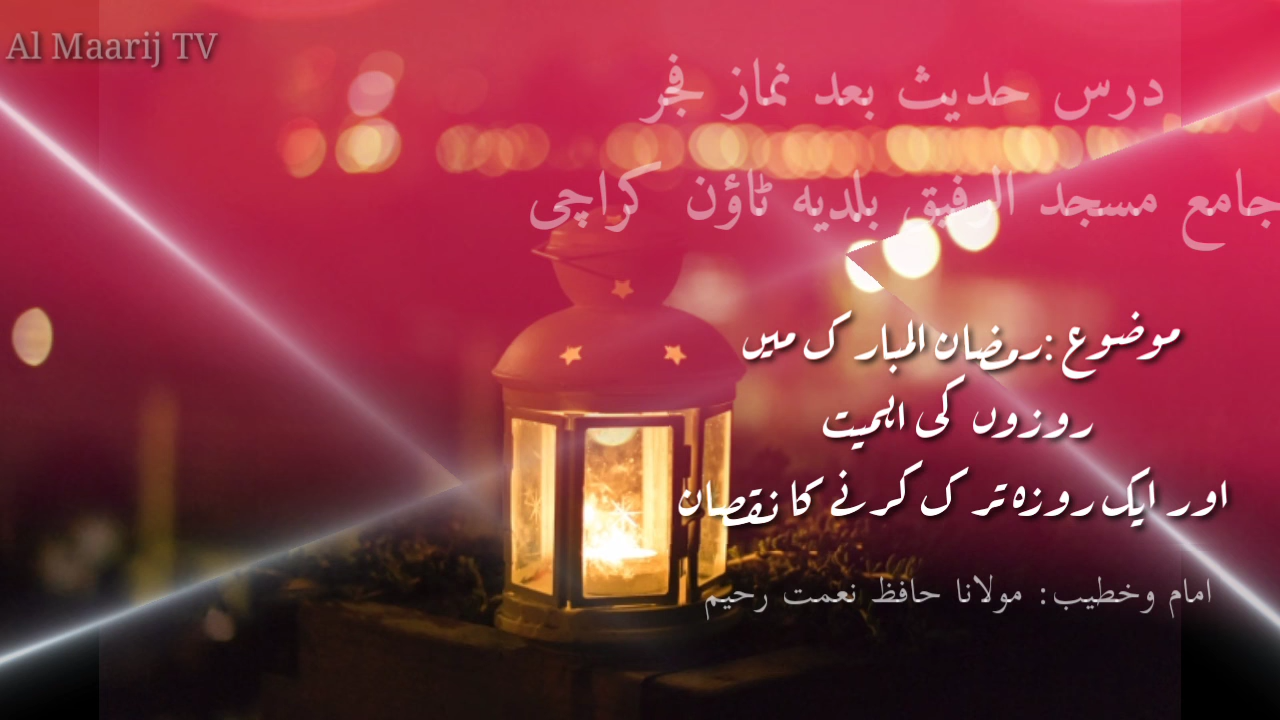 Al Maarij TV
درس حدیث بعد نماز فجر
جامع مسجد الرفیق بلدیہ ٹاؤن کراچی
موضوع :رمضان المبارک میں
روزوں کی اہمیت
اور ایک روزہ ترک کرنے کا نقصان
امام وخطیب: مولانا حافظ نعمت رحیم